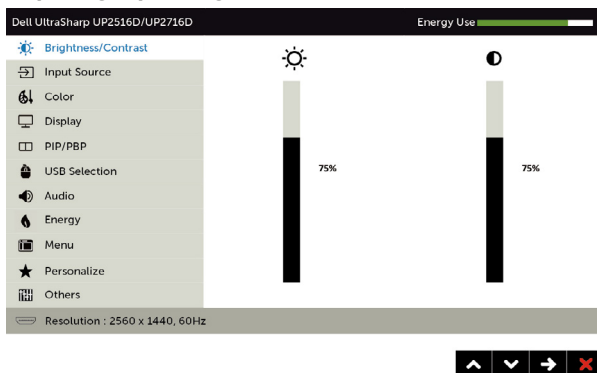 Dell UltraSharp UP2516D/UP2716D Energy Use
Brightness/Contrast
Input Source
Color
Display
PIP/PBP
USB Selection 75% 75%
Audio
Energy
Menu
Personalize
Others
Resolution : 2560 x 1440, 60Hz